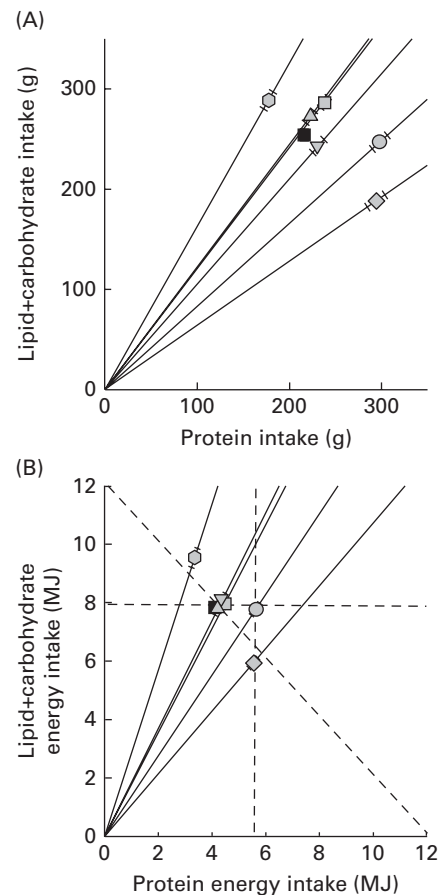 (A)
Lipid+carbohydrate intake (g)
300
200
100
0
0 100 200 300
Protein intake (g)
(B)
Lipid+carbohydrate
energy intake (MJ)
12
10
8
6
4
2
0
0 2 4 6 8 10 12
Protein energy intake (MJ)